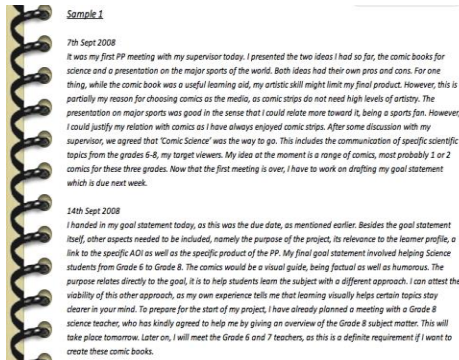 Sample 1
7th Sept 2008
It was my first PP meeting with my supervisor today. I presented the two ideas I had so far, the comic books for
science and a presentation on the major sports of the world. Both ideas had their own pros and cons. For one
thing, while the comic book was a useful learning aid, my artistic skill might limit my final product. However, this is
partially my reason for choosing comics as the media, as comic strips do not need high levels of artistry. The
presentation on major sports was good in the sense that I could relate more toward it, being a sports fan. However,
I could justify my relation with comics as I have always enjoyed comic strips. After some discussion with my
supervisor, we agreed that 'Comic Science' was the way to go. This includes the communication of specific scientific
topics from the grades 6-8, my target viewers. My idea at the moment is a range of comics, most probably 1 or 2
comics for these three grades. Now that the first meeting is over, I have to work on drafting my goal statement
which is due next week.
14th Sept 2008
I handed in my goal statement today, as this was the due date, as mentioned earlier. Besides the goal statement
itself, other aspects needed to be included, namely the purpose of the project, its relevance to the learner profile, a
link to the specific AOI as well as the specific product of the PP. My final goal statement involved helping Science
students from Grade 6 to Grade 8. The comics would be a visual guide, being factual as well as humorous. The
purpose relates directly to the goal, it is to help students learn the subject with a different approach. I can attest the
viability of this other approach, as my own experience tells me that learning visually helps certain topics stay
clearer in your mind. To prepare for the start of my project, I have already planned a meeting with a Grade 8
science teacher, who has kindly agreed to help me by giving an overview of the Grade 8 subject matter. This will
take place tomorrow. Later on, I will meet the Grade 6 and 7 teachers, as this is a definite requirement if I want to
create these comic books.